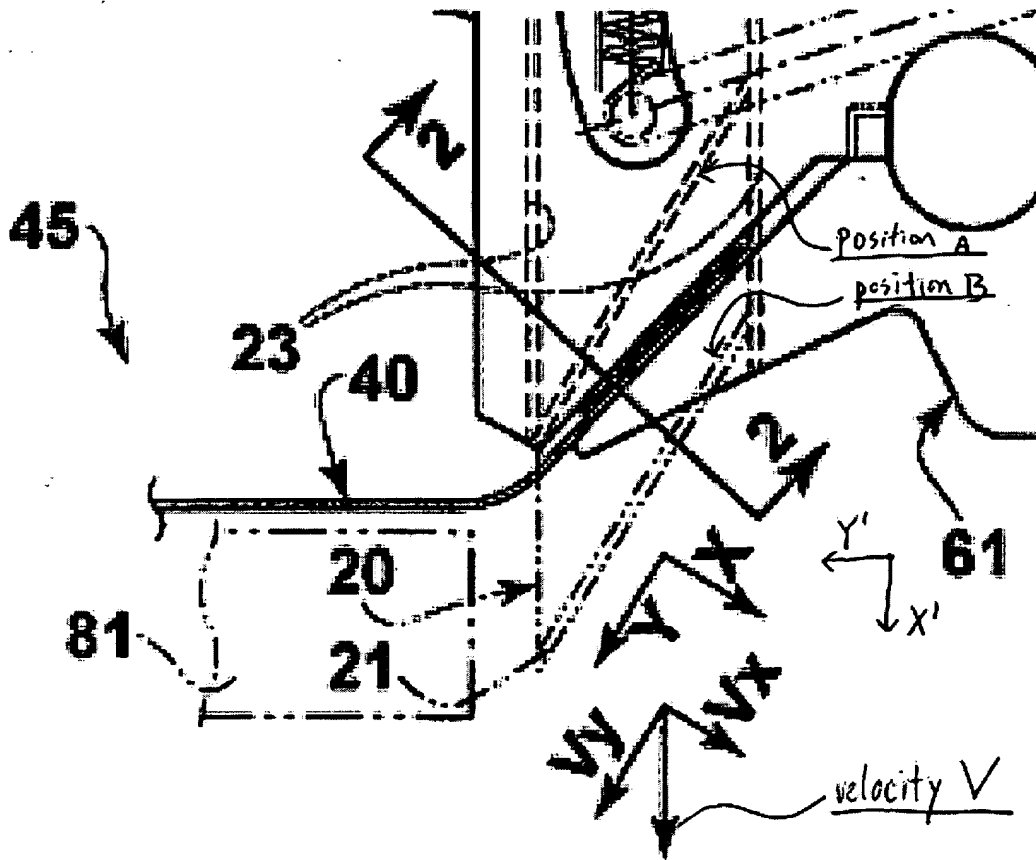 2
45
position A
position B
23
40
2
Y'
61
X'
20
X
Y
81
21
Vx
Vy
velocity V